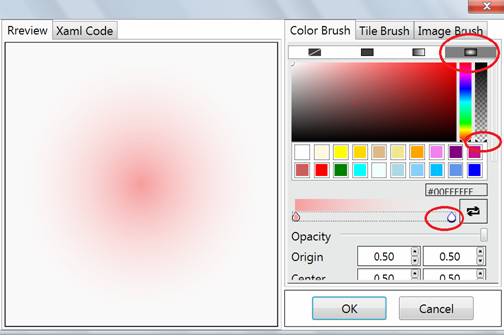 Rreview Xaml Code
Color Brush Tile Brush Image Brush
#00FFFFFF
Opacity
Origin 0.50 0.50
Center 0.50 0.50
OK Cancel